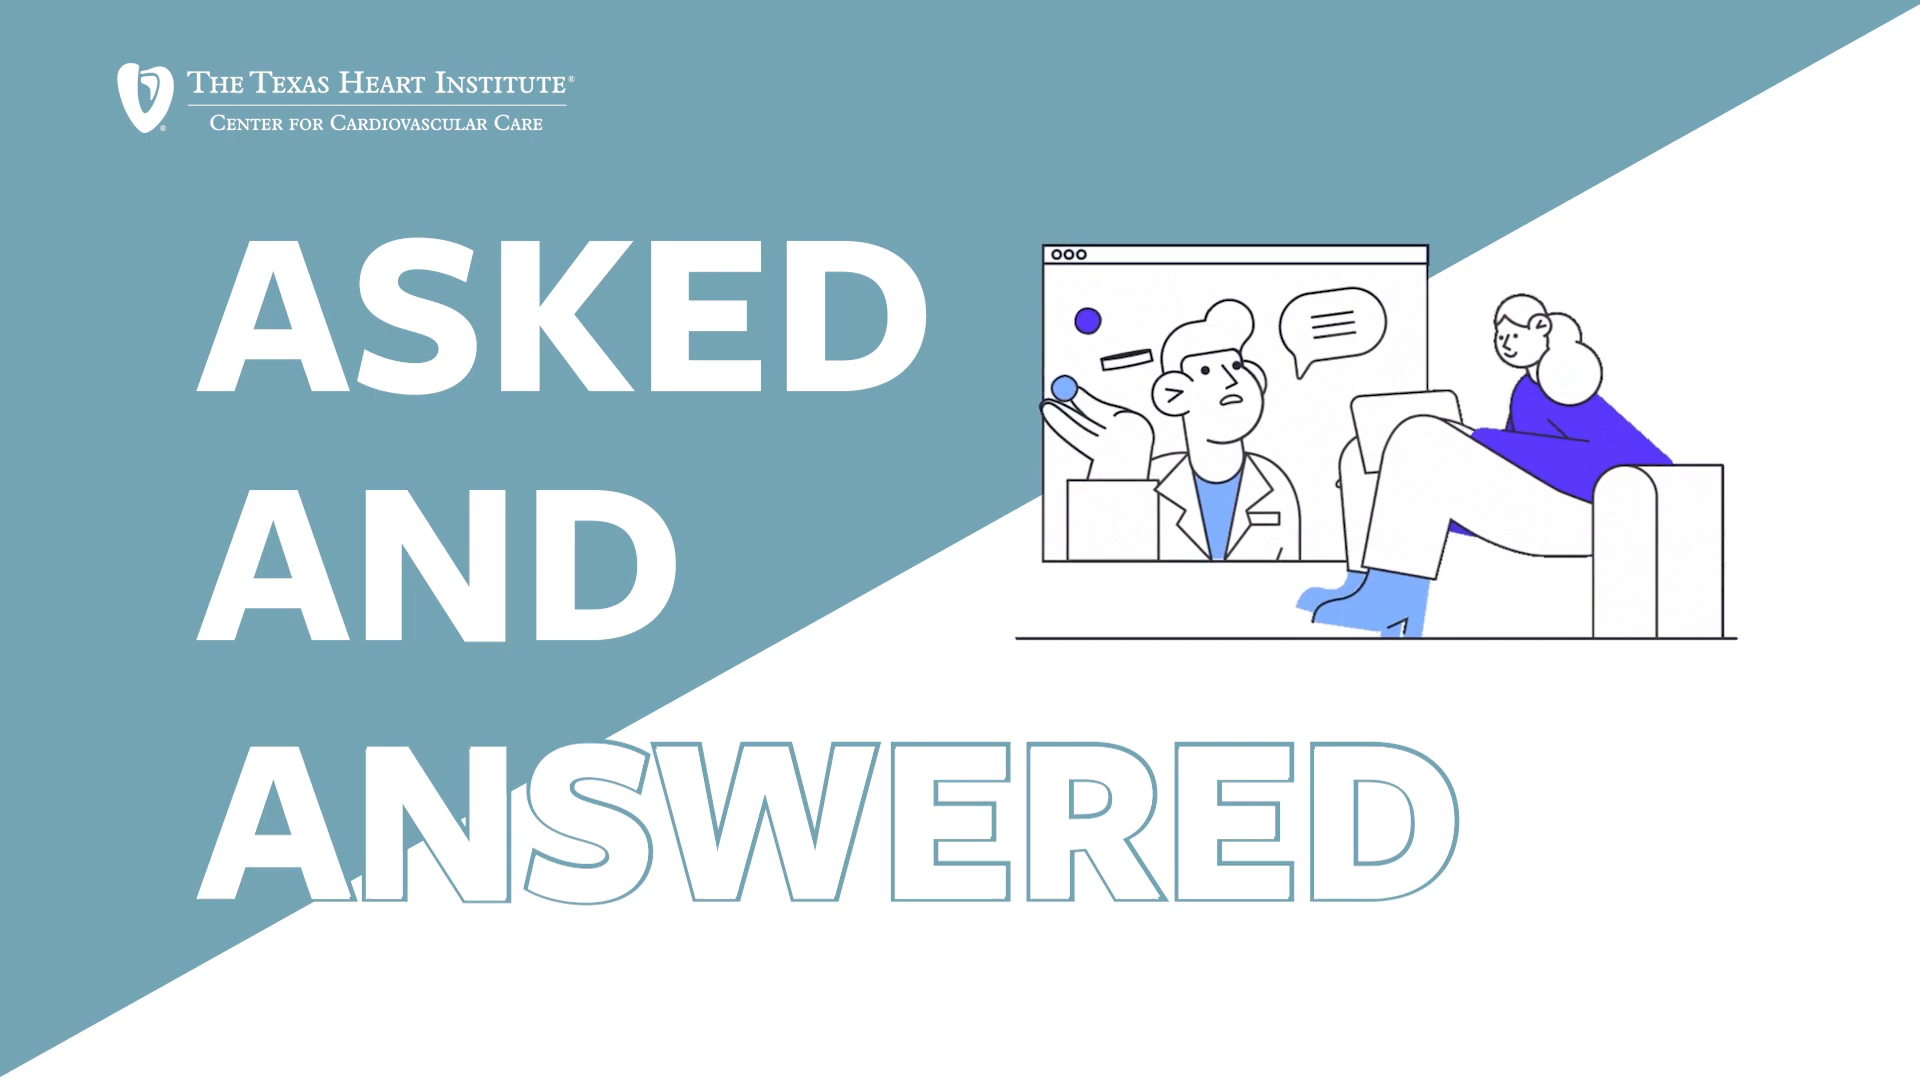 THE TEXAS HEART INSTITUTE®
CENTER FOR CARDIOVASCULAR CARE
ASKED
AND
ANSWERED